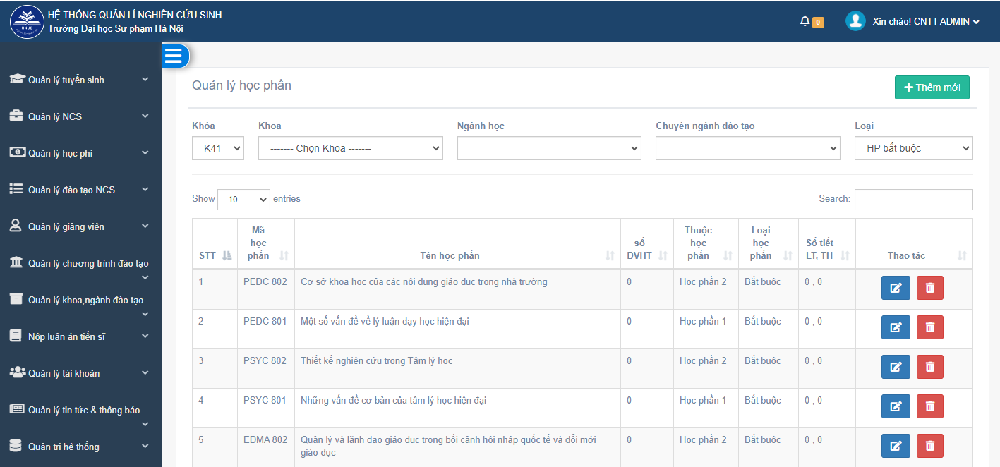 HỆ THỐNG QUẢN LÍ NGHIÊN CỨU SINH
Trường Đại học Sư phạm Hà Nội
HNUE
0
Xin chào! CNTT ADMIN
Quản lý tuyển sinh
Quản lý NCS
Quản lý học phí
Quản lý đào tạo NCS
Quản lý giảng viên
Quản lý chương trình đào tạo
Quản lý khoa,ngành đào tạo
Nộp luận án tiến sĩ
Quản lý tài khoản
Quản lý tin tức & thông báo
Quản trị hệ thống
Quản lý học phần
Thêm mới
Khóa Khoa Ngành học Chuyên ngành đào tạo Loại
K41 ------- Chọn Khoa ------- HP bắt buộc
Show 10 entries Search:
STT Mã học phần Tên học phần số DVHT Thuộc học phần Loại học phần Số tiết LT, TH Thao tác
1 PEDC 802 Cơ sở khoa học của các nội dung giáo dục trong nhà trường 0 Học phần 2 Bắt buộc 0 , 0
2 PEDC 801 Một số vấn đề về lý luận dạy học hiện đại 0 Học phần 1 Bắt buộc 0 , 0
3 PSYC 802 Thiết kế nghiên cứu trong Tâm lý học 0 Học phần 2 Bắt buộc 0 , 0
4 PSYC 801 Những vấn đề cơ bản của tâm lý học hiện đại 0 Học phần 1 Bắt buộc 0 , 0
5 EDMA 802 Quản lý và lãnh đạo giáo dục trong bối cảnh hội nhập quốc tế và đổi mới 0 Học phần 2 Bắt buộc 0 , 0
giáo dục